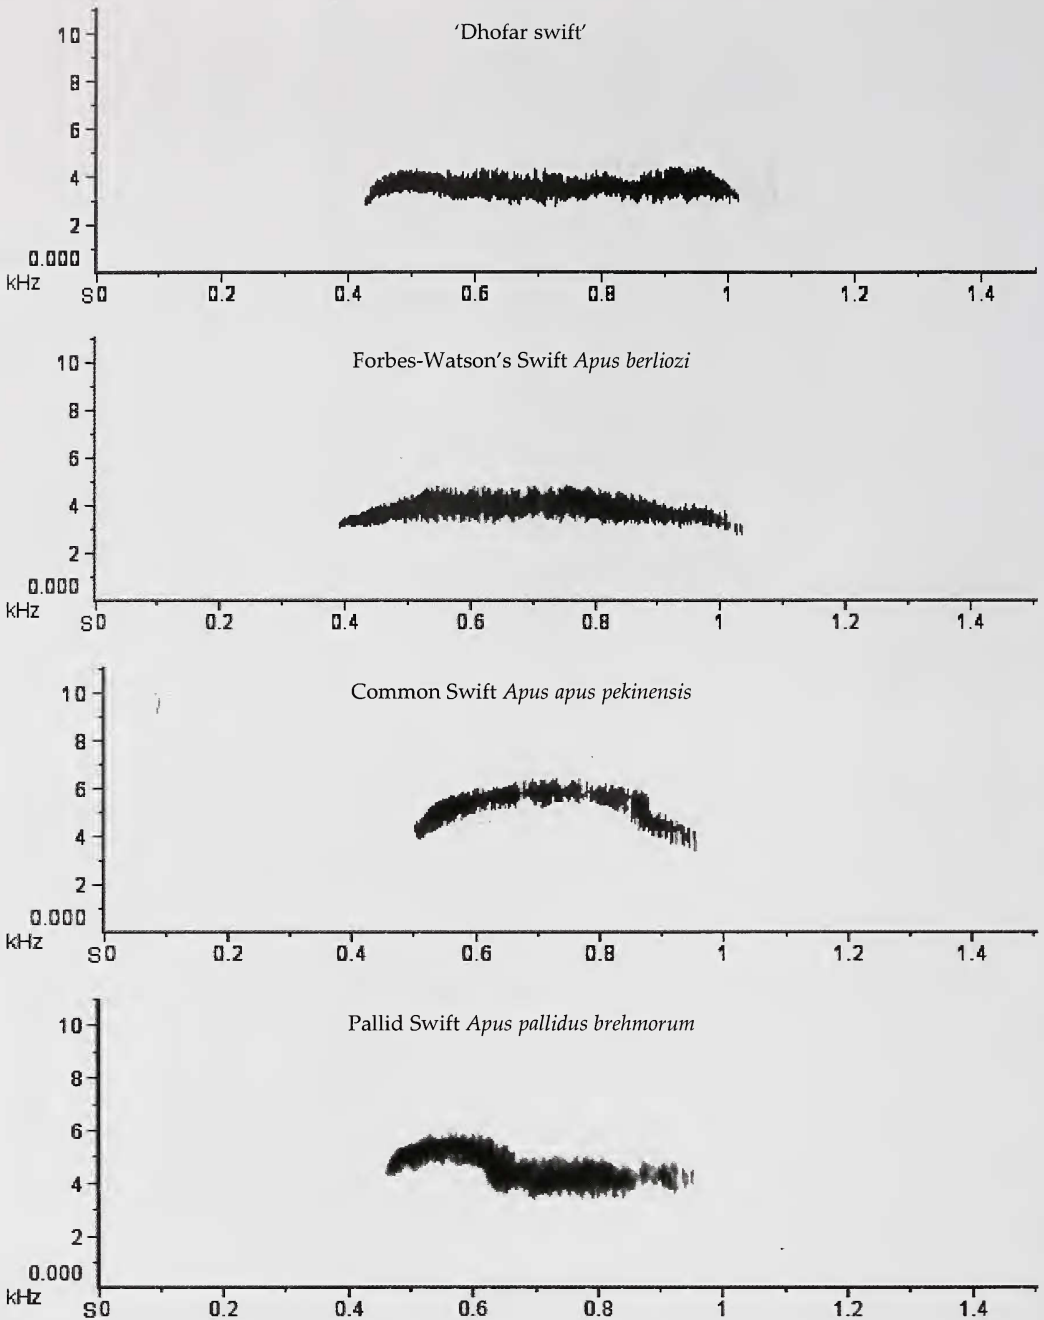 'Dhofar swift'
10
8
6
4
2
0.000
kHz
S0 0.2 0.4 0.6 0.8 1 1.2 1.4
Forbes-Watson's Swift Apus berliozi
10
8
6
4
2
0.000
kHz
S0 0.2 0.4 0.6 0.8 1 1.2 1.4
Common Swift Apus apus pekinensis
10
8
6
4
2
0.000
kHz
S0 0.2 0.4 0.6 0.8 1 1.2 1.4
Pallid Swift Apus pallidus brehmorum
10
8
6
4
2
0.000
kHz
S0 0.2 0.4 0.6 0.8 1 1.2 1.4